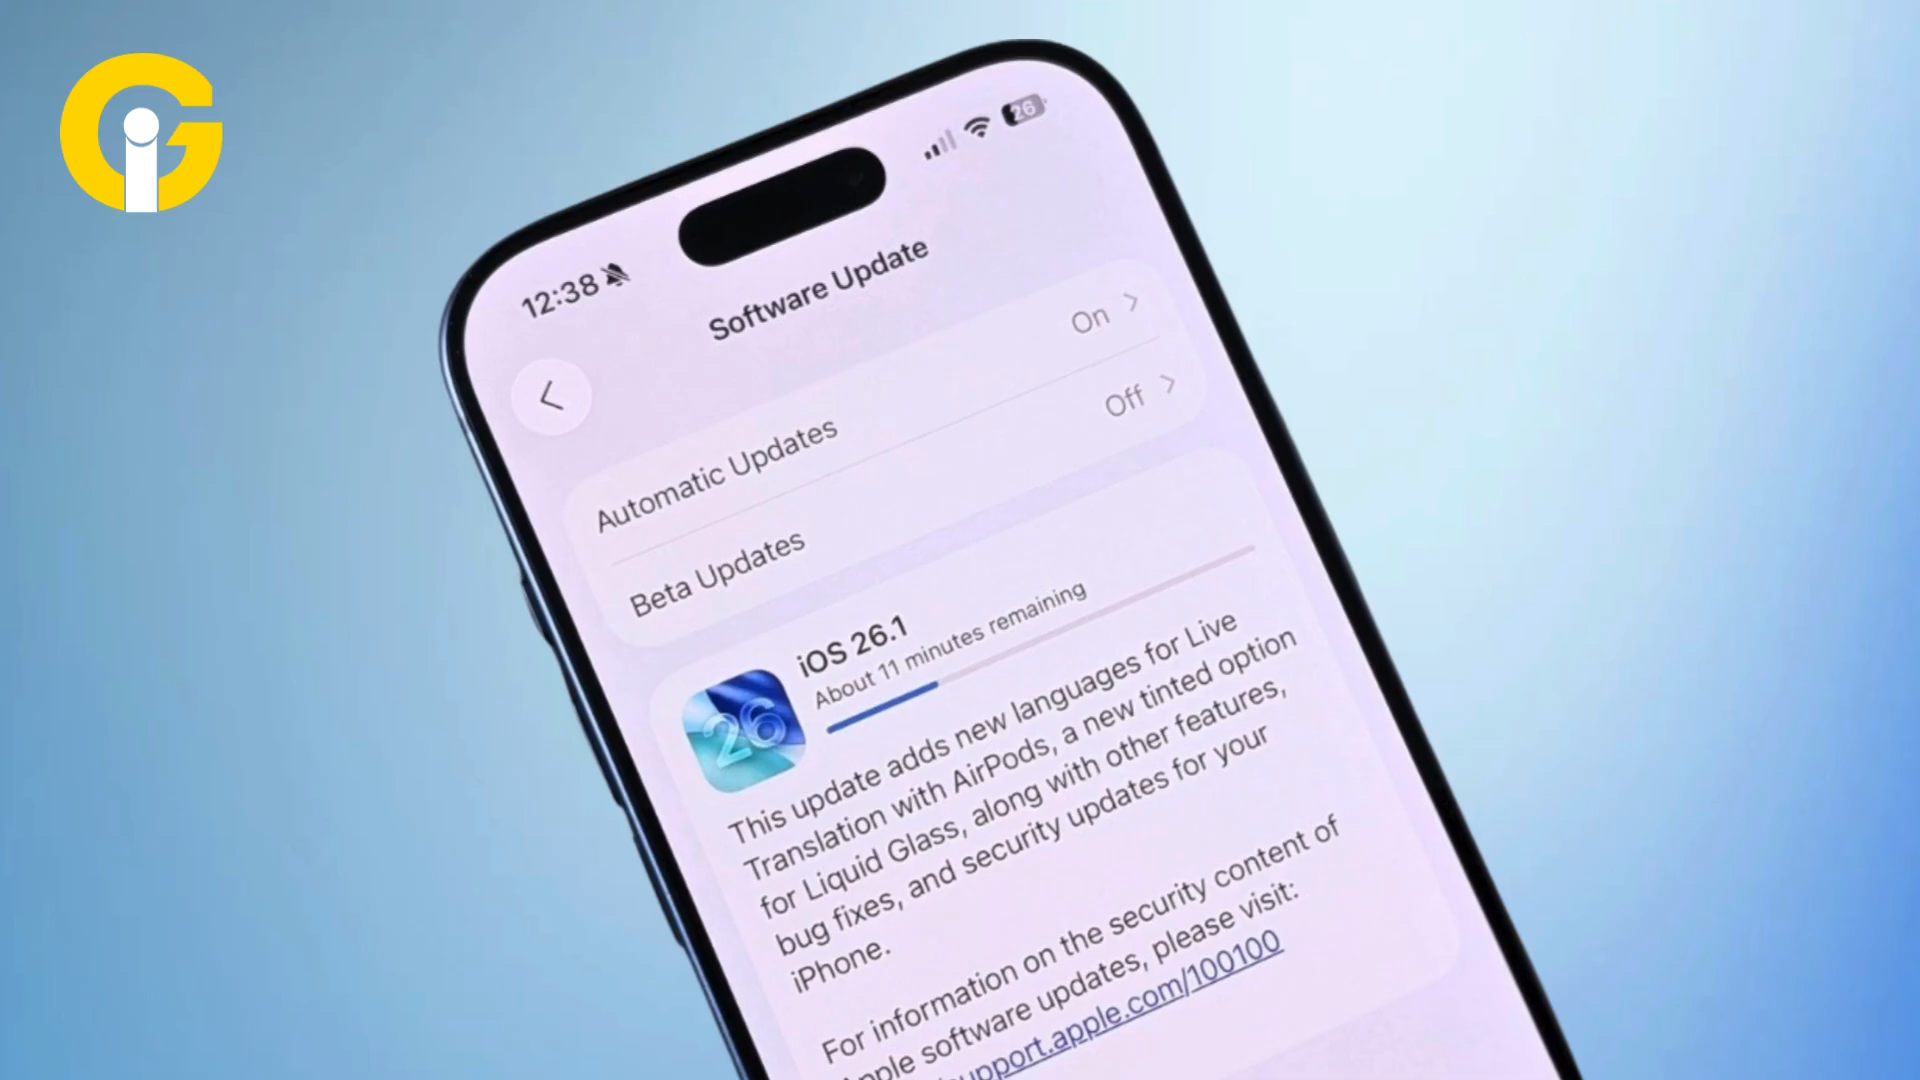 Gi
12:38
26
Software Update
Automatic Updates On
Beta Updates Off
26
iOS 26.1
About 11 minutes remaining
This update adds new languages for Live
Translation with AirPods, a new tinted option
for Liquid Glass, along with other features,
bug fixes, and security updates for your
iPhone.
For information on the security content of
Apple software updates, please visit:
support.apple.com/100100